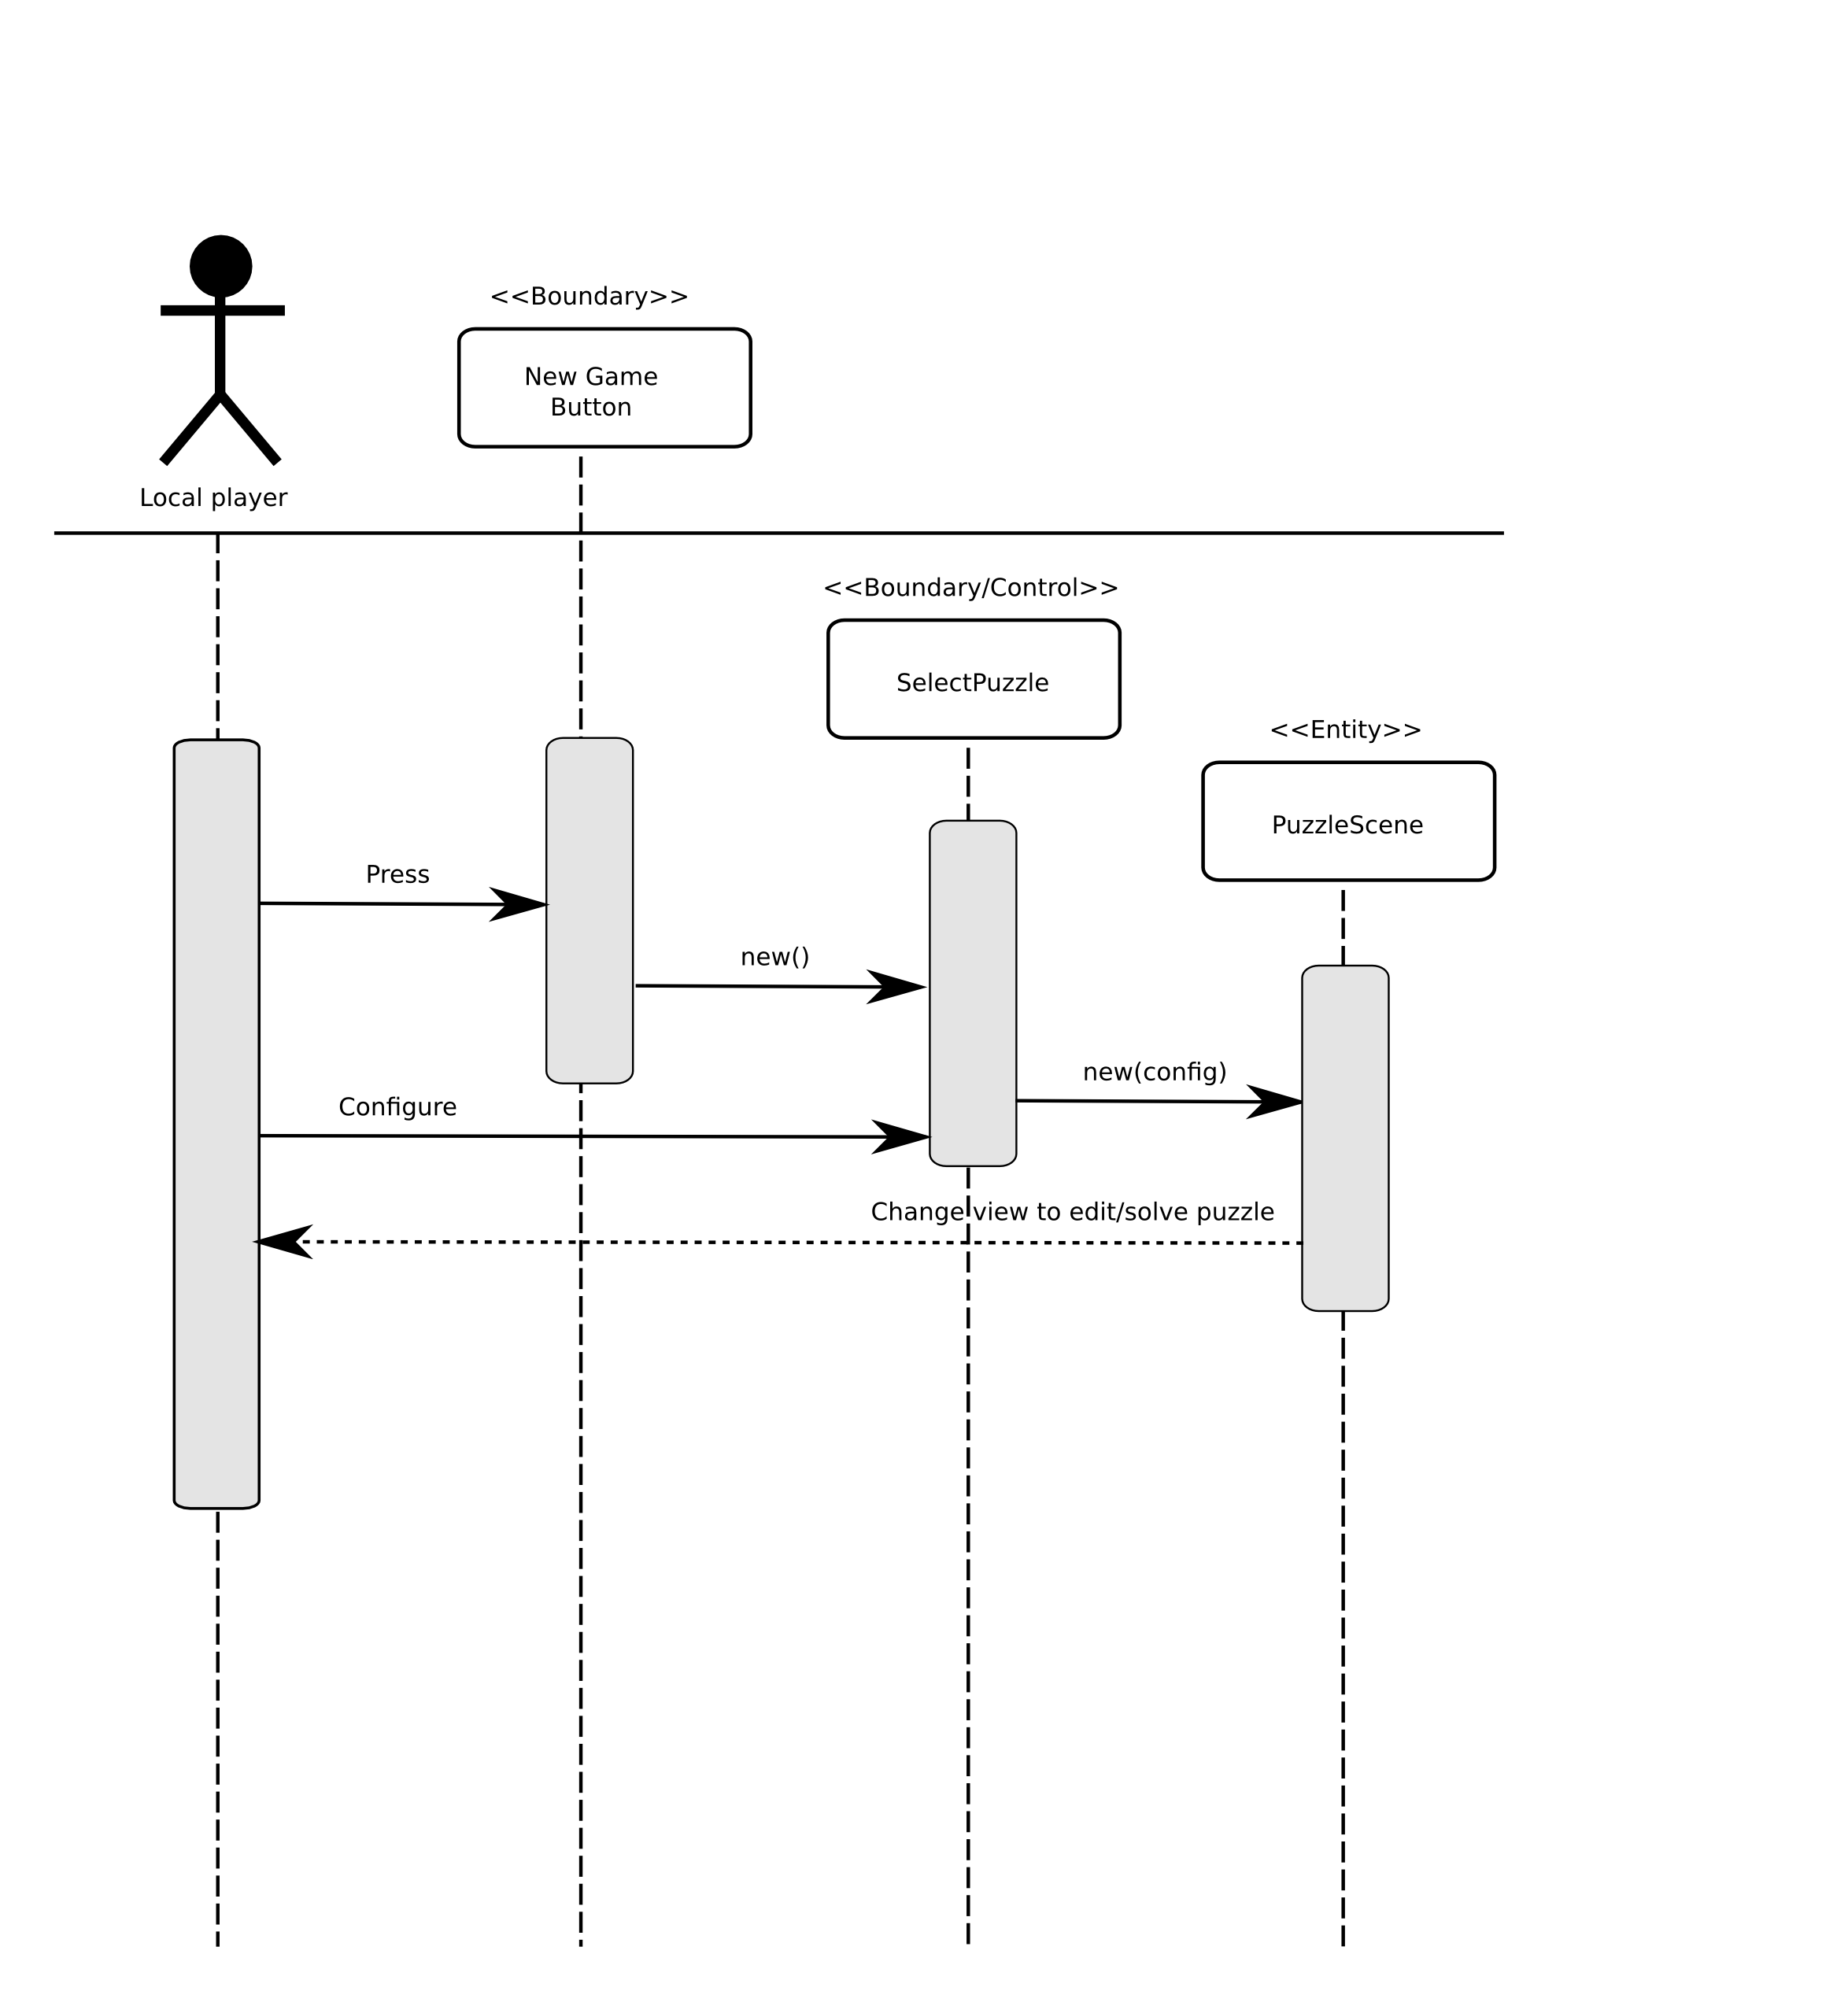 <<Boundary>>
New Game
Button
Local player
<<Boundary/Control>>
SelectPuzzle
<<Entity>>
PuzzleScene
Press
new()
new(config)
Configure
Change view to edit/solve puzzle